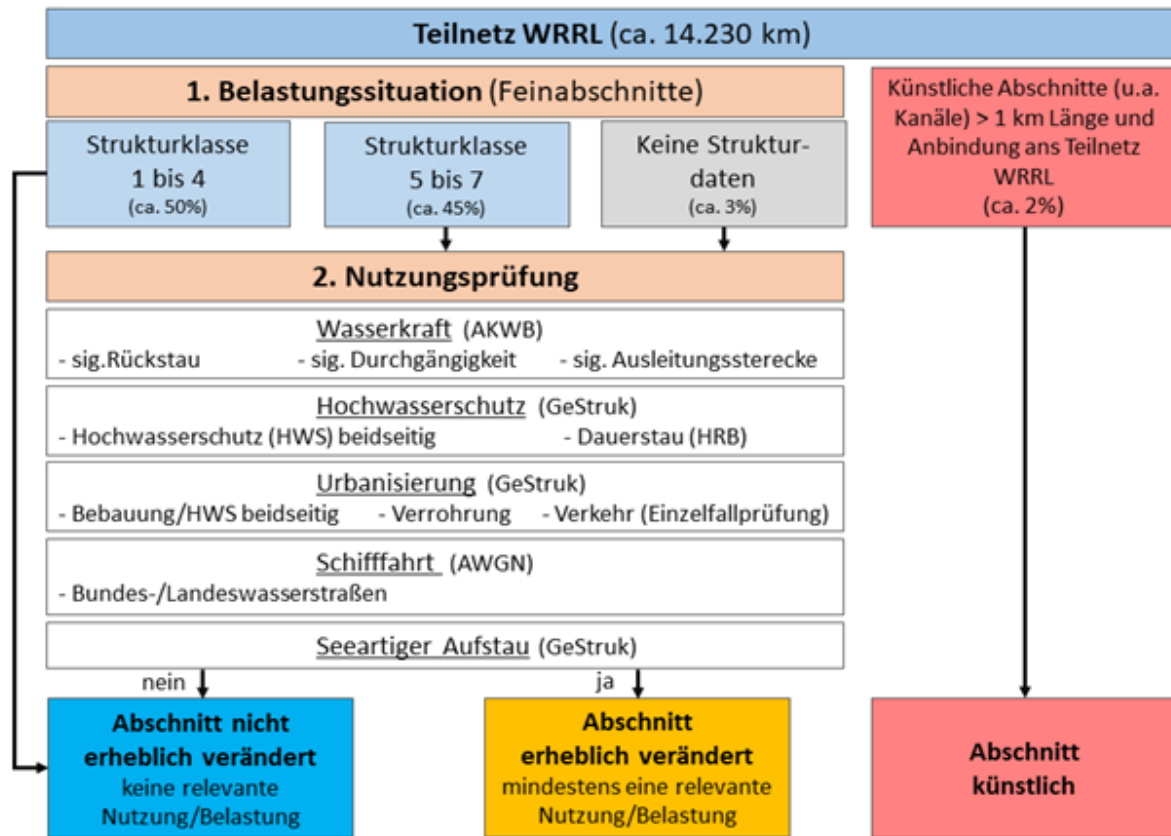 Teilnetz WRRL (ca. 14.230 km)
1. Belastungssituation (Feinabschnitte)
Strukturklasse
1 bis 4
(ca. 50%)
Strukturklasse
5 bis 7
(ca. 45%)
Keine Struktur-
daten
(ca. 3%)
Künstliche Abschnitte (u.a.
Kanäle) > 1 km Länge und
Anbindung ans Teilnetz
WRRL
(ca. 2%)
2. Nutzungsprüfung
Wasserkraft (AKWB)
- sig.Rückstau - sig. Durchgängigkeit - sig. Ausleitungssterecke
Hochwasserschutz (GeStruk)
- Hochwasserschutz (HWS) beidseitig - Dauerstau (HRB)
Urbanisierung (GeStruk)
- Bebauung/HWS beidseitig - Verrohrung - Verkehr (Einzelfallprüfung)
Schifffahrt (AWGN)
- Bundes-/Landeswasserstraßen
Seeartiger Aufstau (GeStruk)
nein
ja
Abschnitt nicht
erheblich verändert
keine relevante
Nutzung/Belastung
Abschnitt
erheblich verändert
mindestens eine relevante
Nutzung/Belastung
Abschnitt
künstlich